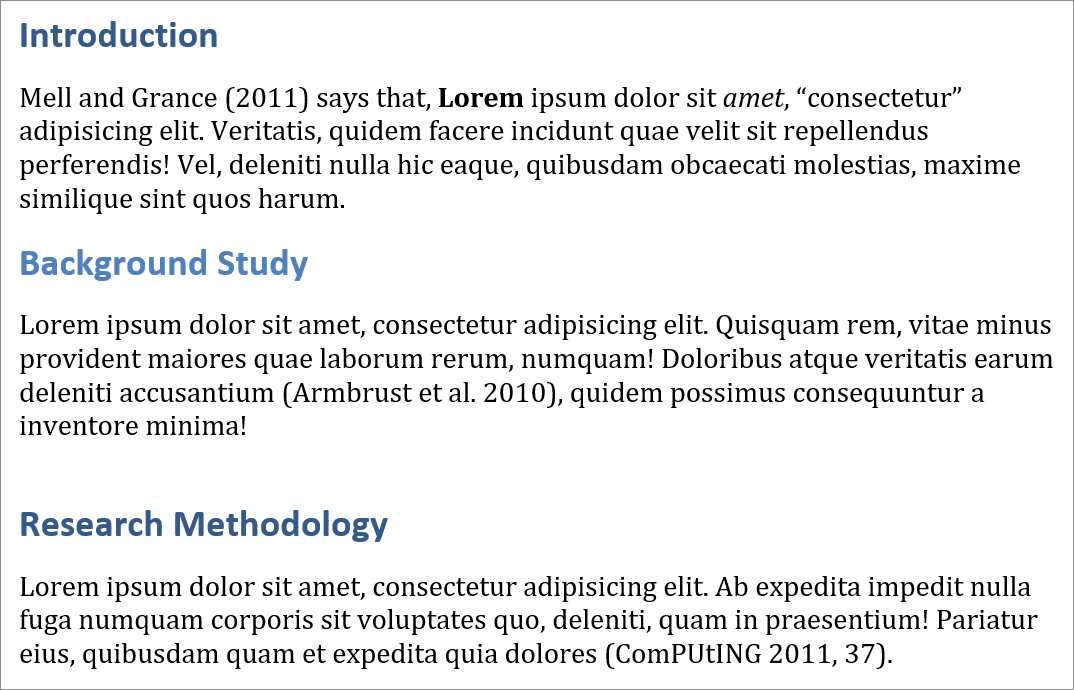 Introduction
Mell and Grance (2011) says that, Lorem ipsum dolor sit amet, “consectetur”
adipisicing elit. Veritatis, quidem facere incidunt quae velit sit repellendus
perferendis! Vel, deleniti nulla hic eaque, quibusdam obcaecati molestias, maxime
similique sint quos harum.
Background Study
Lorem ipsum dolor sit amet, consectetur adipisicing elit. Quisquam rem, vitae minus
provident maiores quae laborum rerum, numquam! Doloribus atque veritatis earum
deleniti accusantium (Armbrust et al. 2010), quidem possimus consequuntur a
inventore minima!
Research Methodology
Lorem ipsum dolor sit amet, consectetur adipisicing elit. Ab expedita impedit nulla
fuga numquam corporis sit voluptates quo, deleniti, quam in praesentium! Pariatur
eius, quibusdam quam et expedita quia dolores (ComPUtING 2011, 37).